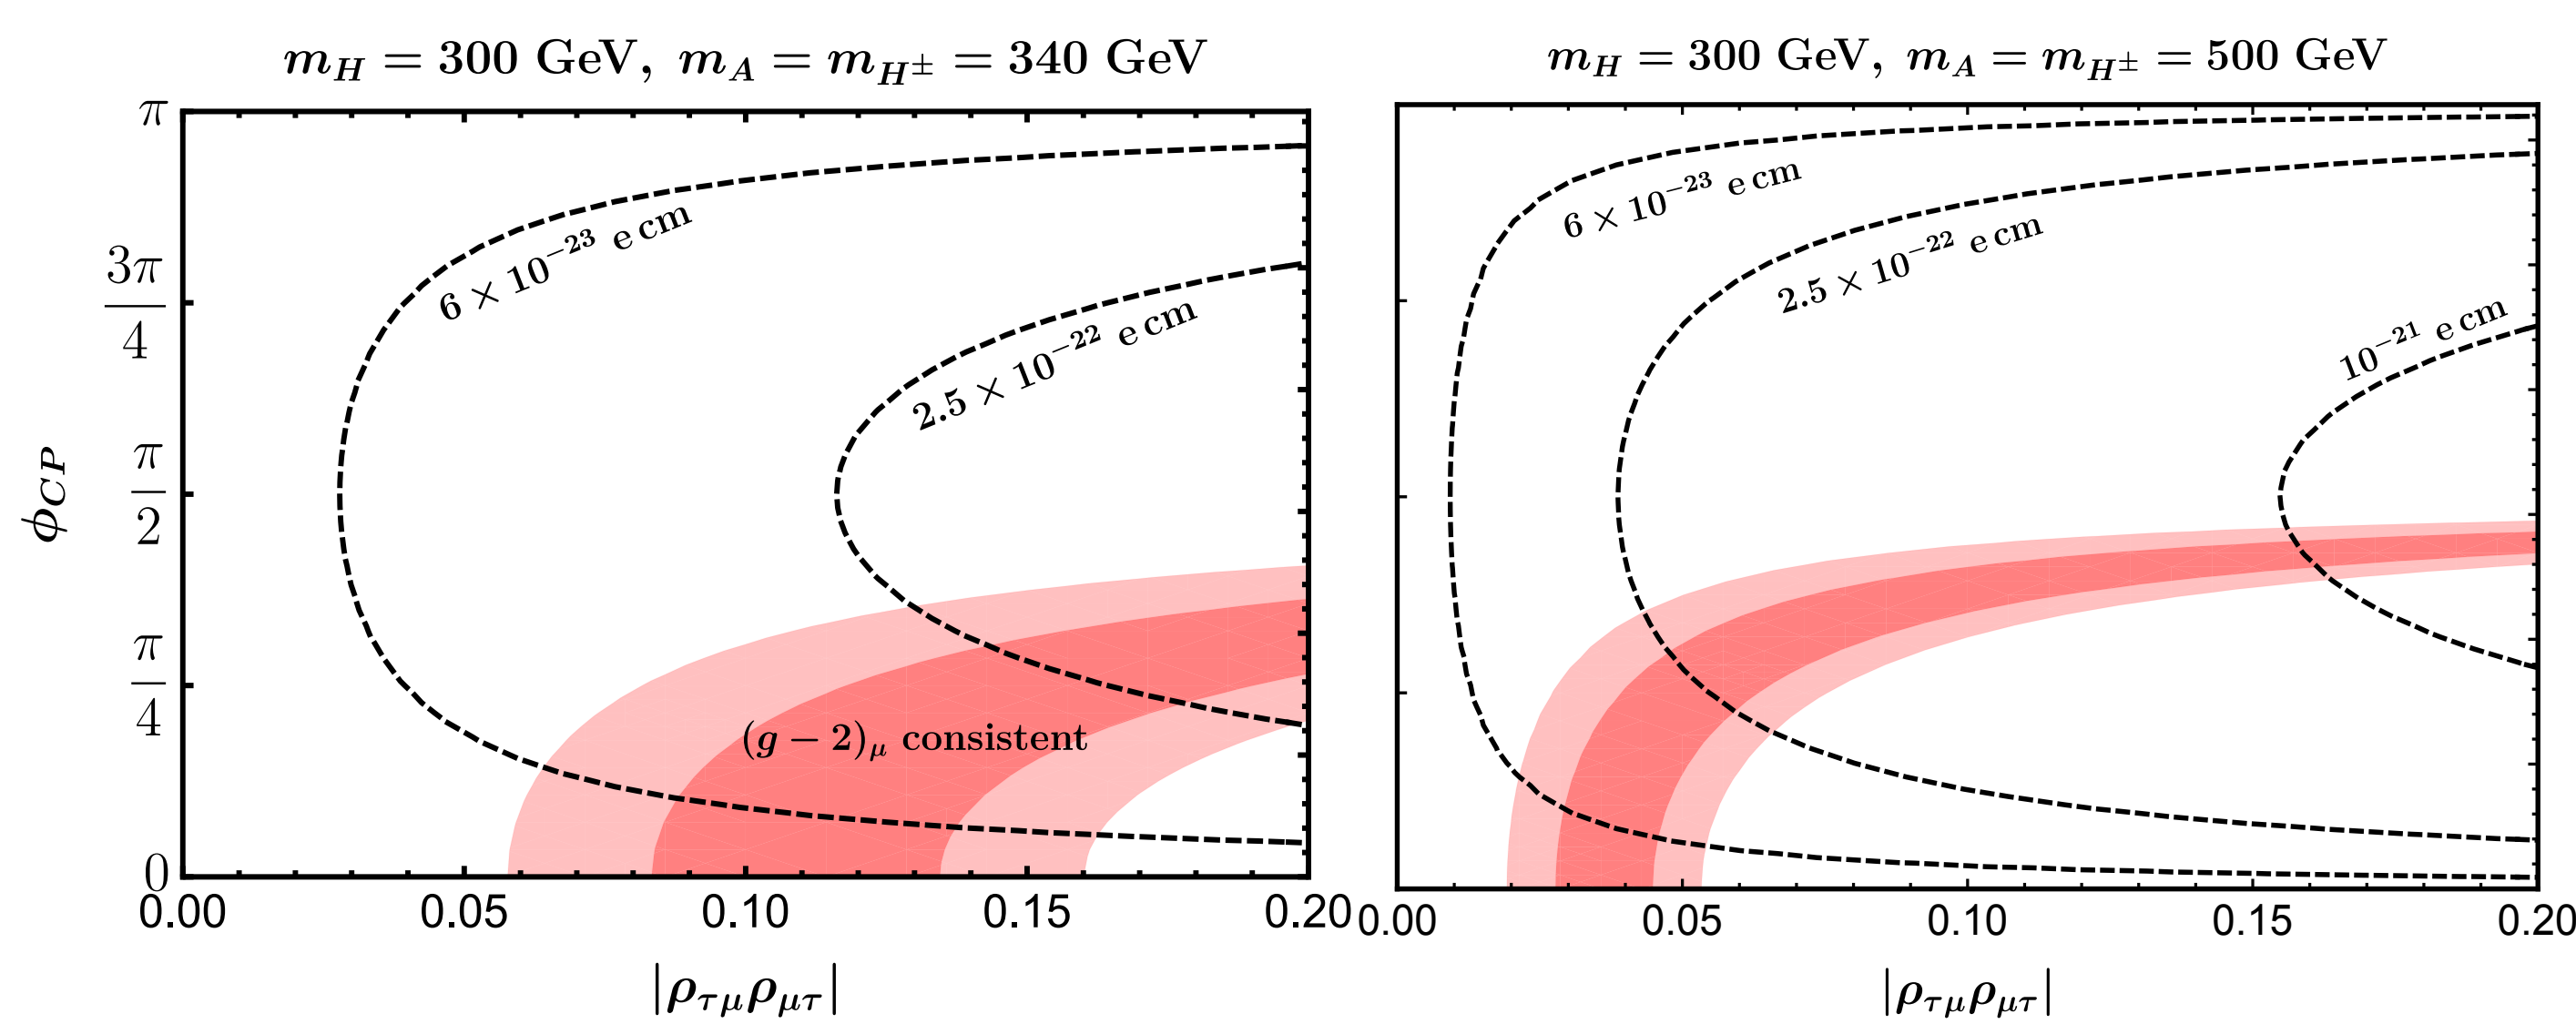 m_H = 300 GeV, m_A = m_{H^±} = 340 GeV
π
3π/4
π/2
π/4
0
ϕ_{CP}
6 × 10^{-23} e cm
2.5 × 10^{-22} e cm
(g − 2)_μ consistent
0.00 0.05 0.10 0.15 0.20
|ρ_{τμ}ρ_{μτ}|
m_H = 300 GeV, m_A = m_{H^±} = 500 GeV
6 × 10^{-23} e cm
2.5 × 10^{-22} e cm
10^{-21} e cm
0.00 0.05 0.10 0.15 0.20
|ρ_{τμ}ρ_{μτ}|